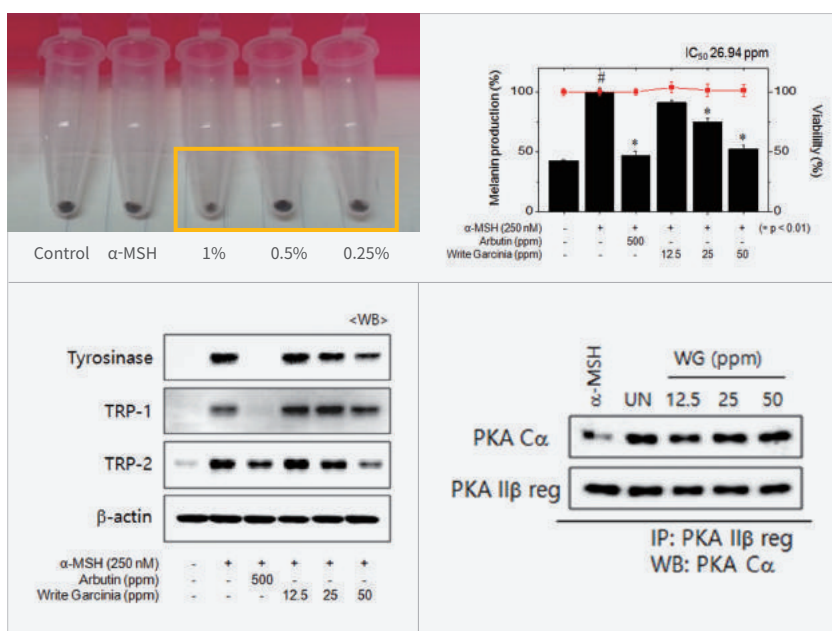 Control α-MSH 1% 0.5% 0.25%
IC50 26.94 ppm
Melanin production (%)
Viability (%)
100
50
0
100
50
0
#
*
*
*
α-MSH (250 nM) - + + + + + (* p < 0.01)
Arbutin (ppm) - - 500 - - -
Write Garcinia (ppm) - - - 12.5 25 50
<WB>
Tyrosinase
TRP-1
TRP-2
β-actin
α-MSH (250 nM) - + + + + +
Arbutin (ppm) - - 500 - - -
Write Garcinia (ppm) - - - 12.5 25 50
α-MSH
WG (ppm)
UN 12.5 25 50
PKA Cα
PKA IIβ reg
IP: PKA IIβ reg
WB: PKA Cα